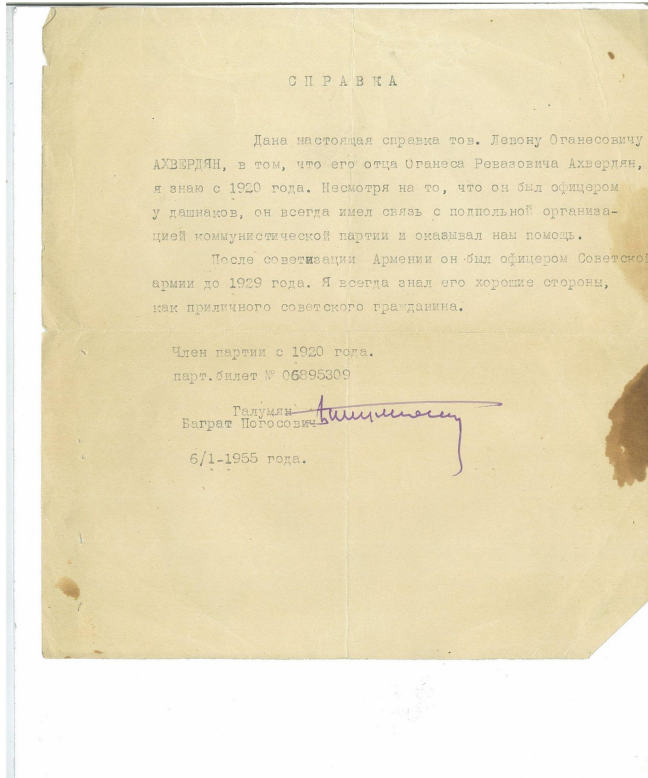 СПРАВКА
Дана настоящая справка тов. Левону Оганесовичу
АХВЕРДЯН, в том, что его отца Оганеса Ревазовича Ахвердян,
я знаю с 1920 года. Несмотря на то, что он был офицером
у дашнаков, он всегда имел связь с подпольной организа-
цией коммунистической партии и оказывал нам помощь.
После советизации Армении он был офицером Советской
армии до 1929 года. Я всегда знал его хорошие стороны,
как приличного советского гражданина.
Член партии с 1920 года.
парт.билет № 06895309
Галумян
Баграт Погосович
6/1-1955 года.